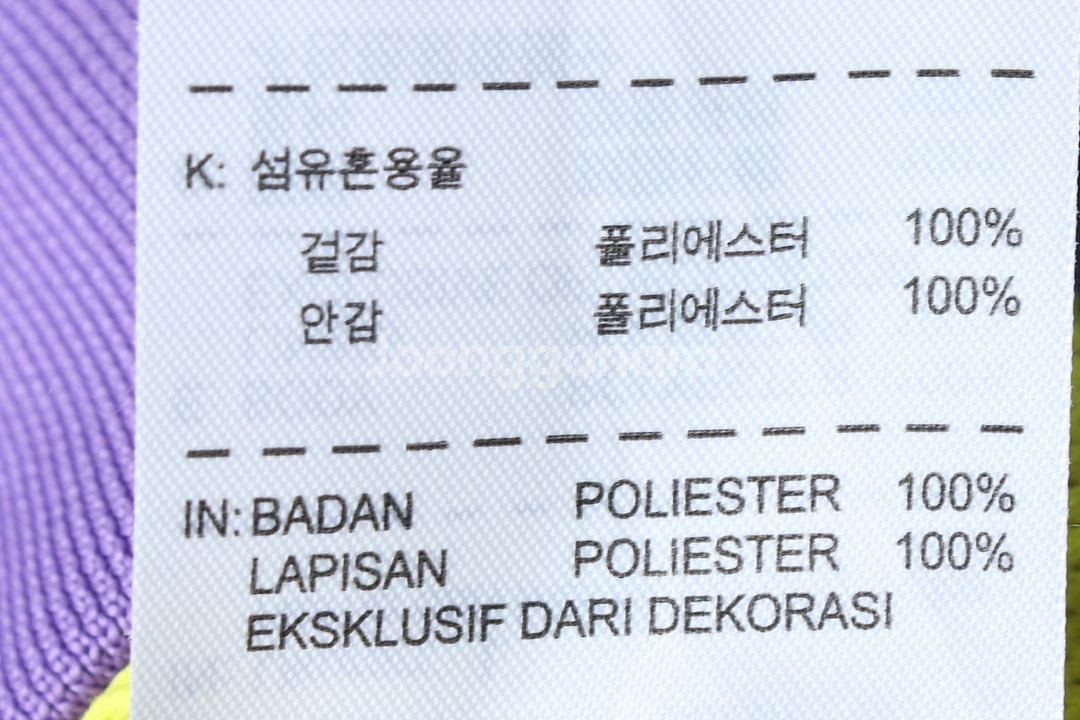 K: 섬유혼용율
겉감 폴리에스터 100%
안감 폴리에스터 100%
IN: BADAN POLIESTER 100%
LAPISAN POLIESTER 100%
EKSKLUSIF DARI DEKORASI